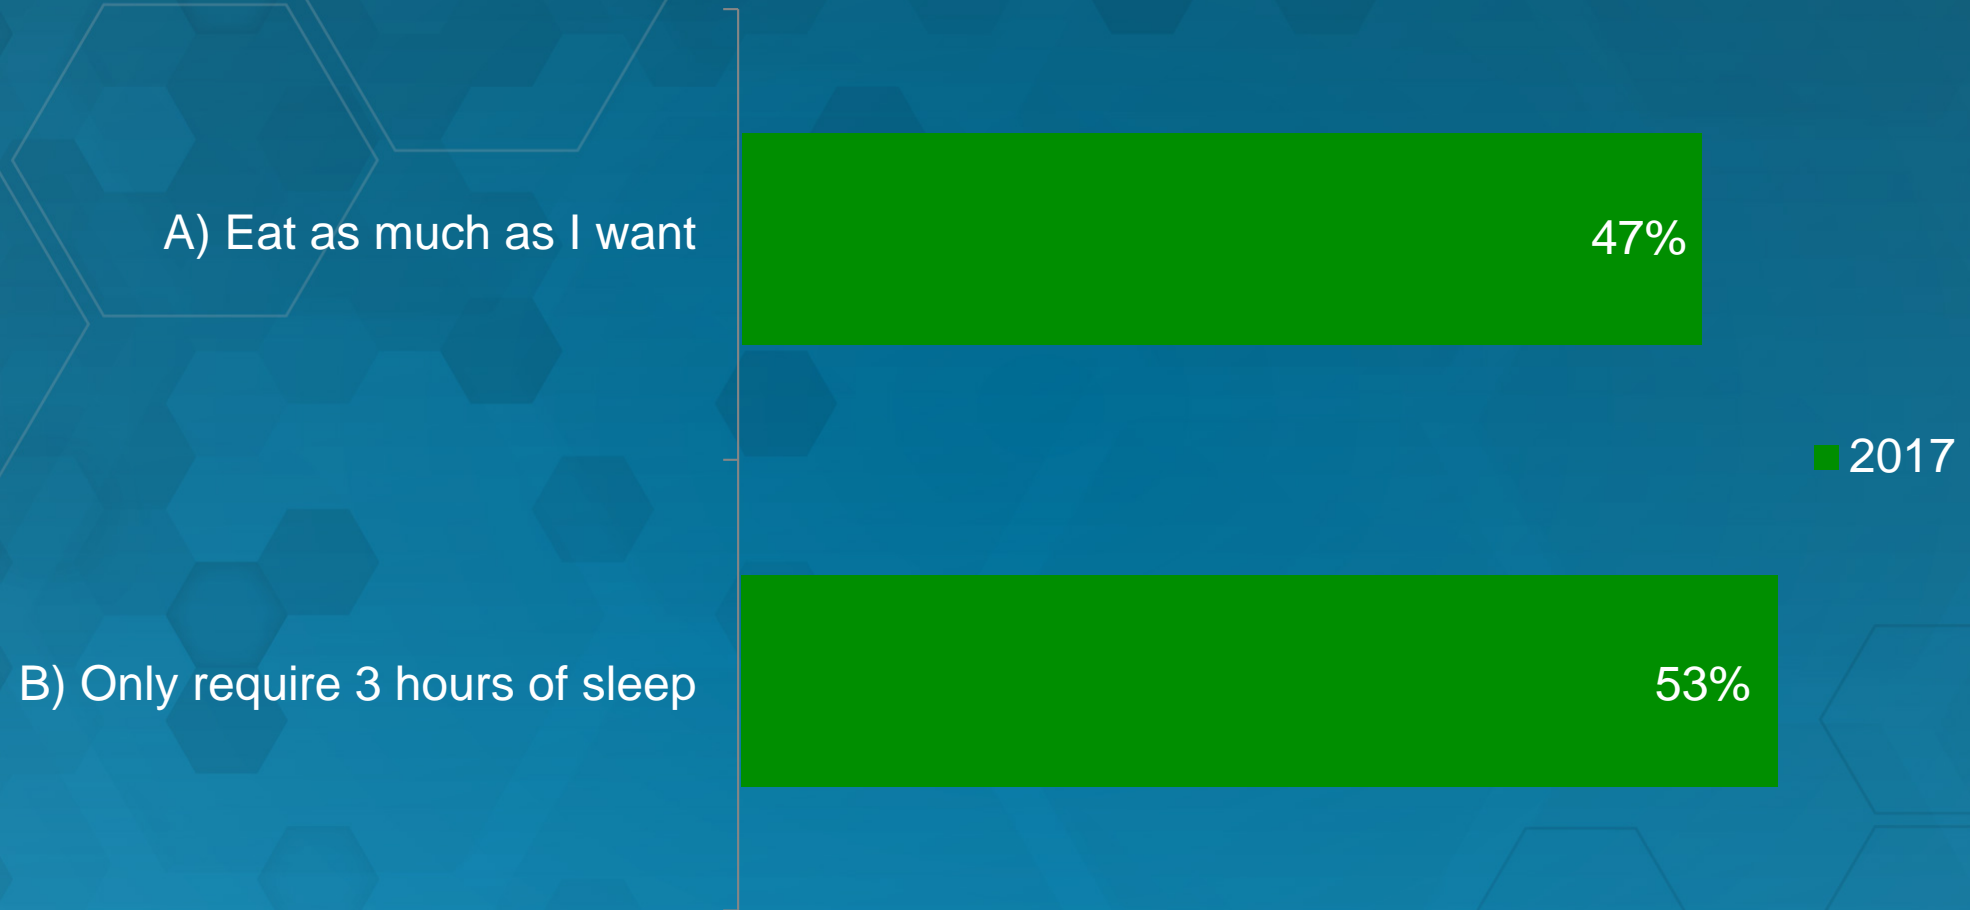 A) Eat as much as I want
47%
2017
B) Only require 3 hours of sleep
53%